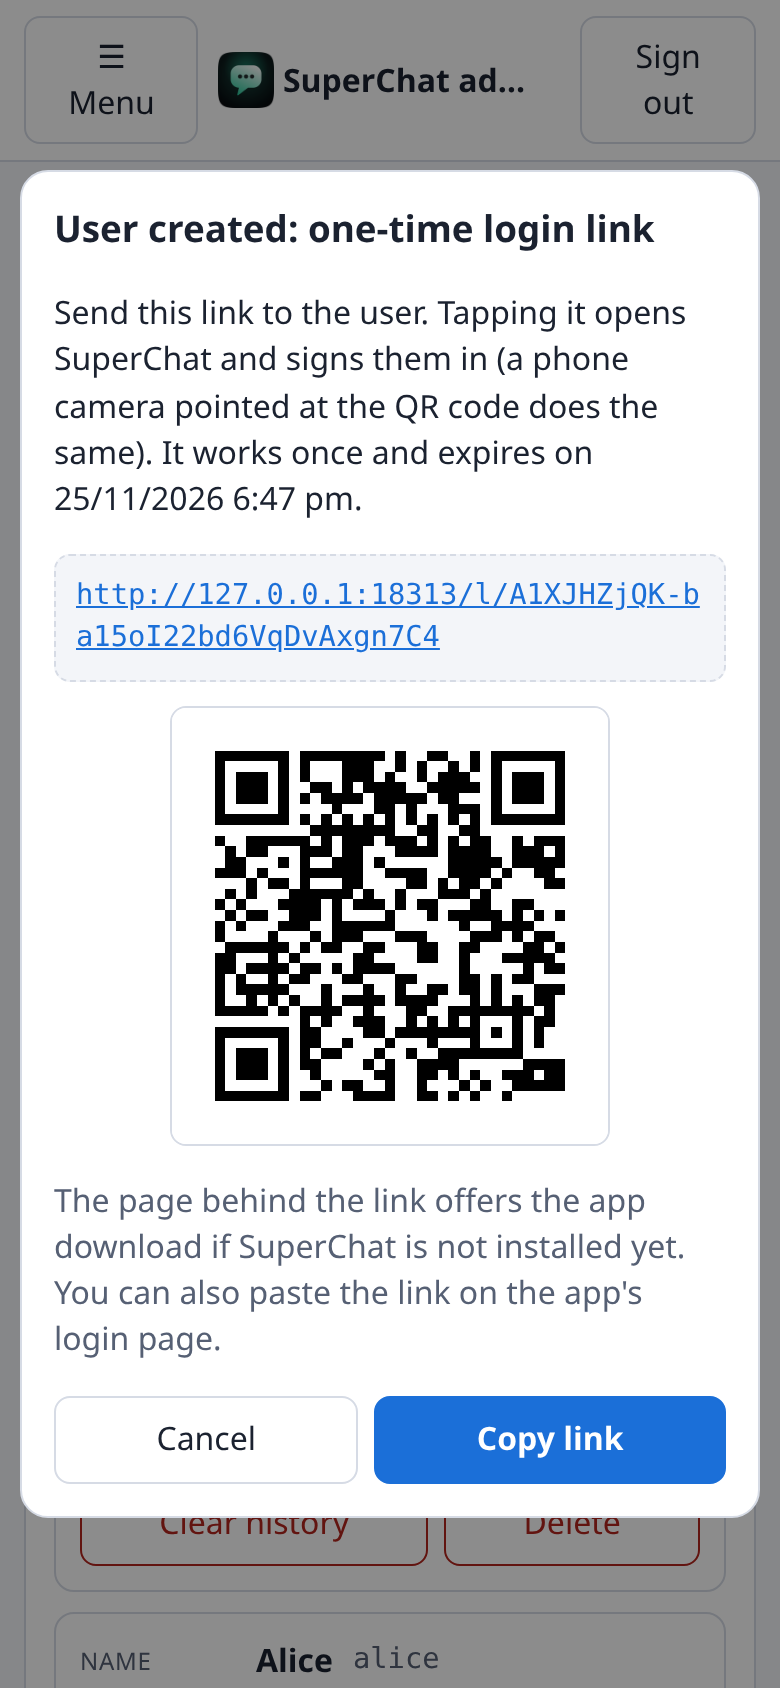 ☰
Menu
SuperChat ad...
Sign
out
User created: one-time login link
Send this link to the user. Tapping it opens
SuperChat and signs them in (a phone
camera pointed at the QR code does the
same). It works once and expires on
25/11/2026 6:47 pm.
http://127.0.0.1:18313/l/A1XJHZjQK-b
a15oI22bd6VqDvAxgn7C4
The page behind the link offers the app
download if SuperChat is not installed yet.
You can also paste the link on the app's
login page.
Cancel
Copy link
Clear history
Delete
NAME
Alice alice